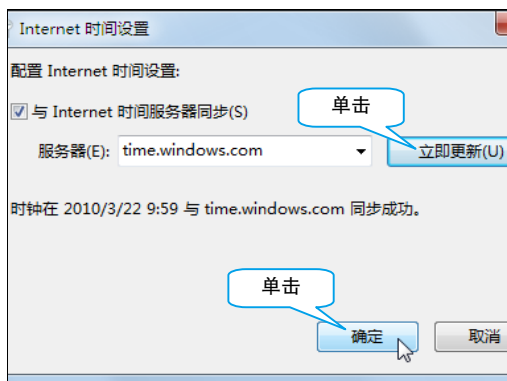 Internet 时间设置
配置 Internet 时间设置:
与 Internet 时间服务器同步(S)
单击
服务器(E): time.windows.com 立即更新(U)
时钟在 2010/3/22 9:59 与 time.windows.com 同步成功。
单击
确定 取消